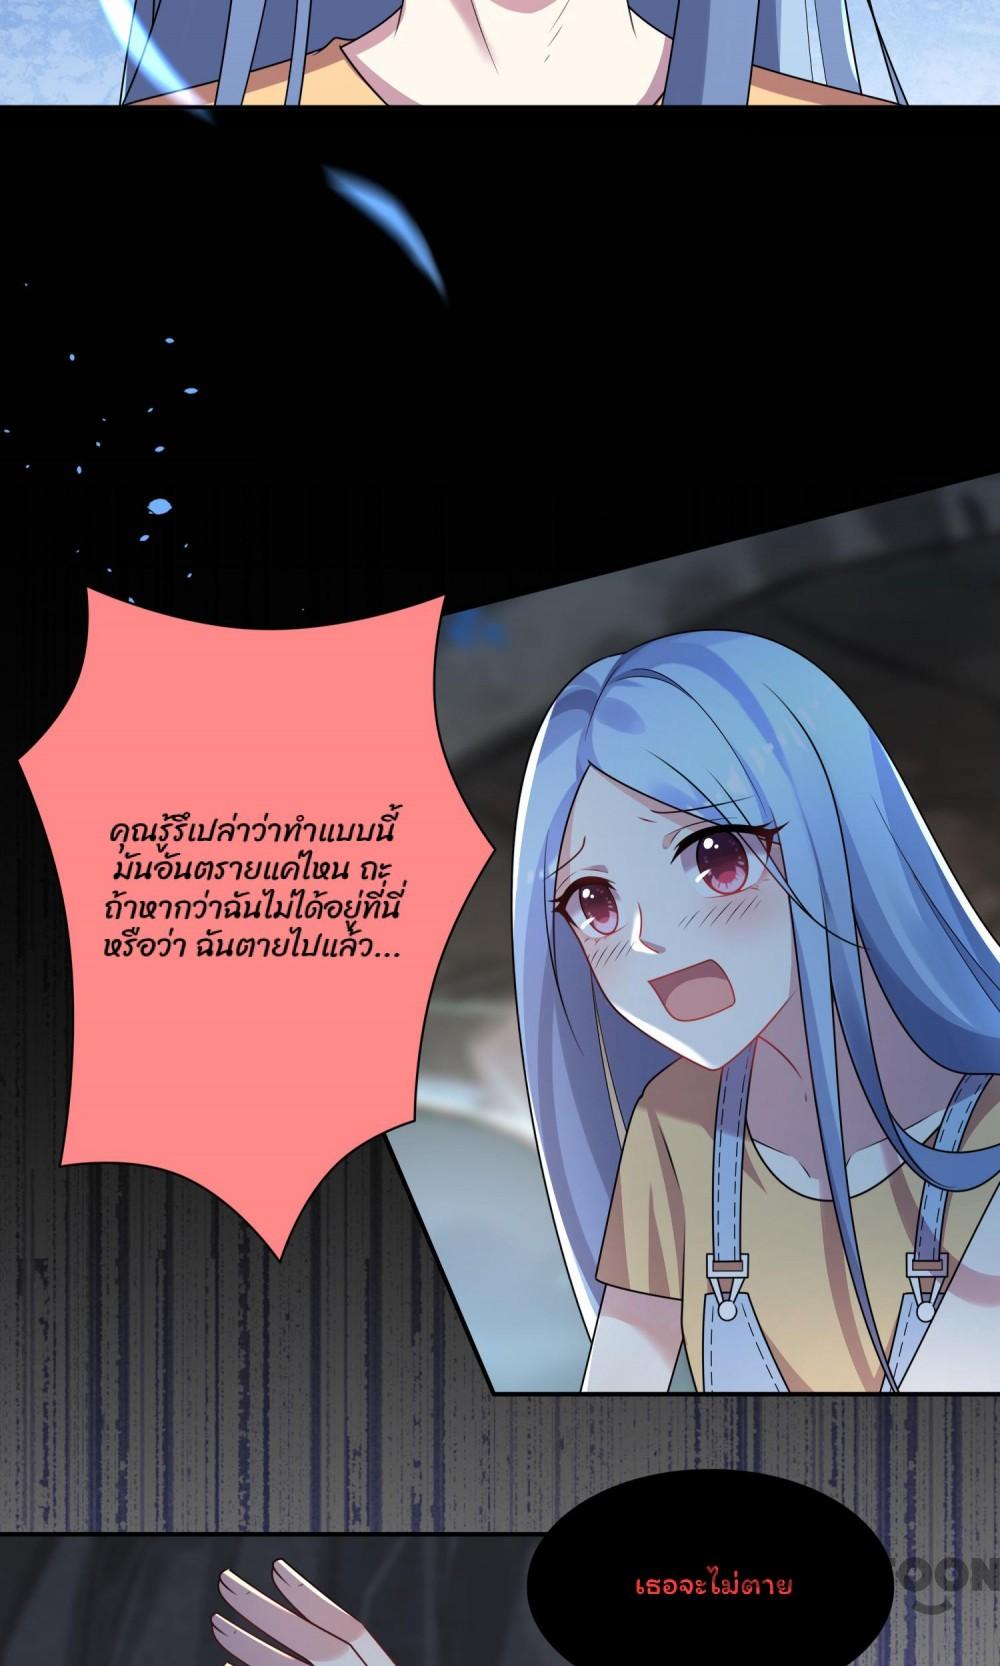 คุณรู้รึเปล่าว่าทำแบบนี้
มันอันตรายแค่ไหน ถะ
ถ้าหากว่าฉันไม่ได้อยู่ที่นี่
หรือว่า ฉันตายไปแล้ว...
เธอจะไม่ตาย
TOON